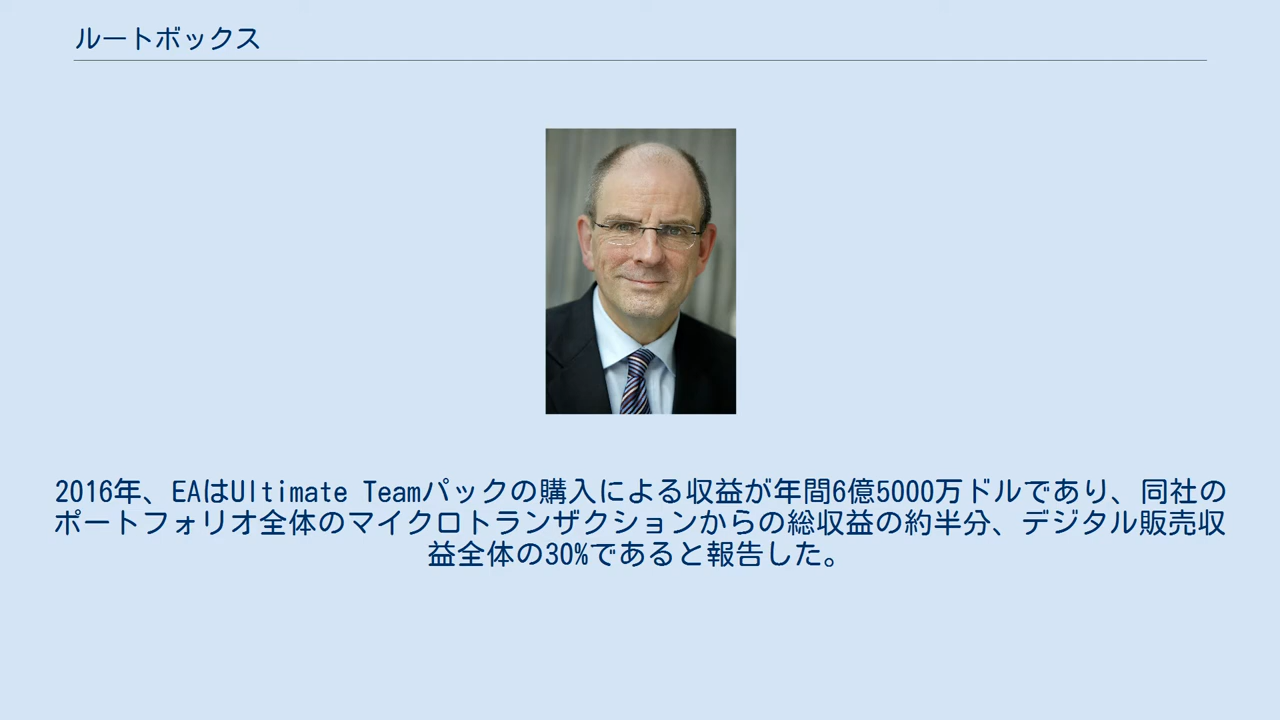 ルートボックス
2016年、EAはUltimate Teamパックの購入による収益が年間6億5000万ドルであり、同社の
ポートフォリオ全体のマイクロトランザクションからの総収益の約半分、デジタル販売収
益全体の30%であると報告した。